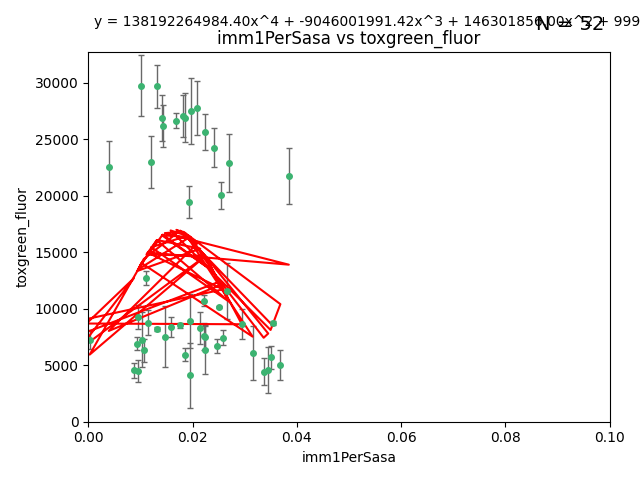 y = 138192264984.40x^4 + -9046001991.42x^3 + 146301856.00x^2 + 999
N = 52
imm1PerSasa vs toxgreen_fluor
30000
25000
20000
15000
10000
5000
0
toxgreen_fluor
0.00 0.02 0.04 0.06 0.08 0.10
imm1PerSasa